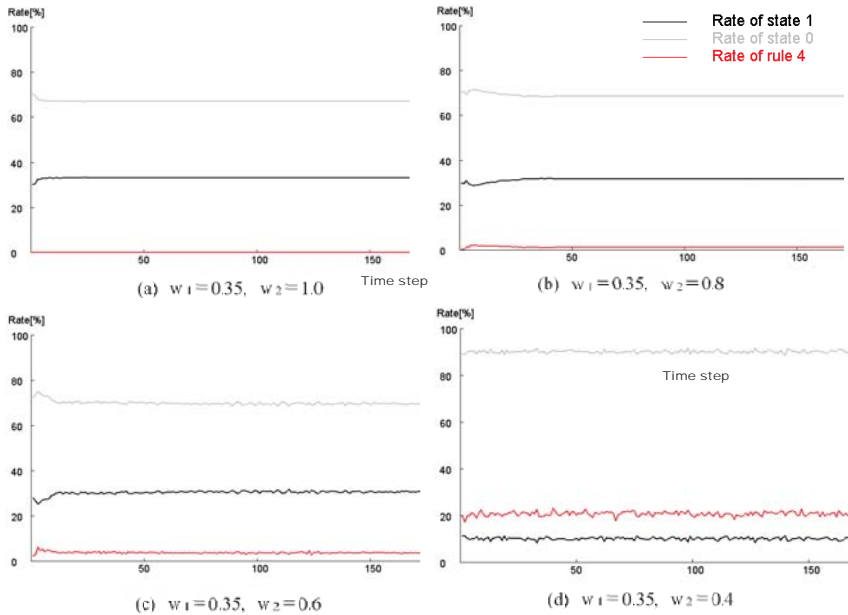 Rate[%]
100
80
60
40
20
0
50
100
150
Time step
(a) w₁=0.35, w₂=1.0
Rate[%]
100
80
60
40
20
0
50
100
150
(b) w₁=0.35, w₂=0.8
Rate of state 1
Rate of state 0
Rate of rule 4
Rate[%]
100
80
60
40
20
0
50
100
150
(c) w₁=0.35, w₂=0.6
Rate[%]
100
80
60
40
20
0
50
100
150
Time step
(d) w₁=0.35, w₂=0.4